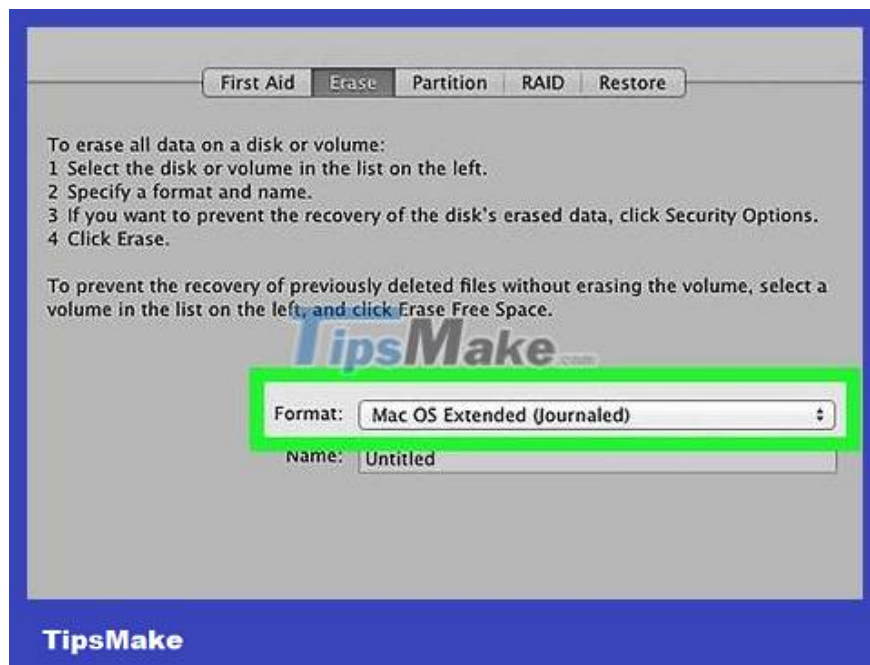 First Aid Erase Partition RAID Restore
To erase all data on a disk or volume:
1 Select the disk or volume in the list on the left.
2 Specify a format and name.
3 If you want to prevent the recovery of the disk's erased data, click Security Options.
4 Click Erase.
To prevent the recovery of previously deleted files without erasing the volume, select a
volume in the list on the left, and click Erase Free Space.
TipsMake.com
Format: Mac OS Extended (Journaled)
Name: Untitled
TipsMake